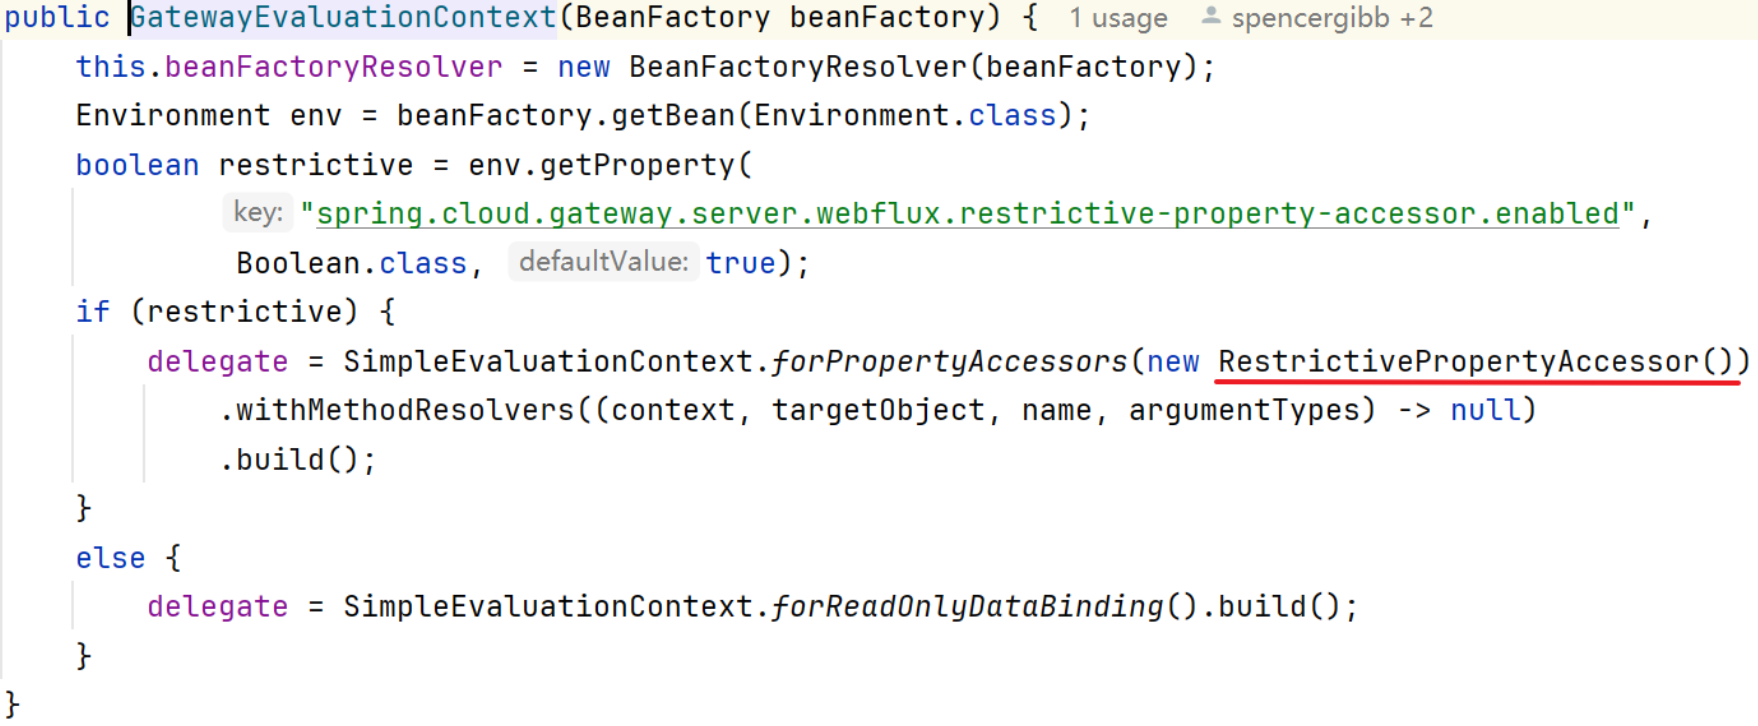 public GatewayEvaluationContext(BeanFactory beanFactory) { 1 usage spencergibb +2
this.beanFactoryResolver = new BeanFactoryResolver(beanFactory);
Environment env = beanFactory.getBean(Environment.class);
boolean restrictive = env.getProperty(
key: "spring.cloud.gateway.server.webflux.restrictive-property-accessor.enabled",
Boolean.class, defaultValue: true);
if (restrictive) {
delegate = SimpleEvaluationContext.forPropertyAccessors(new RestrictivePropertyAccessor())
.withMethodResolvers((context, targetObject, name, argumentTypes) -> null)
.build();
}
else {
delegate = SimpleEvaluationContext.forReadOnlyDataBinding().build();
}
}